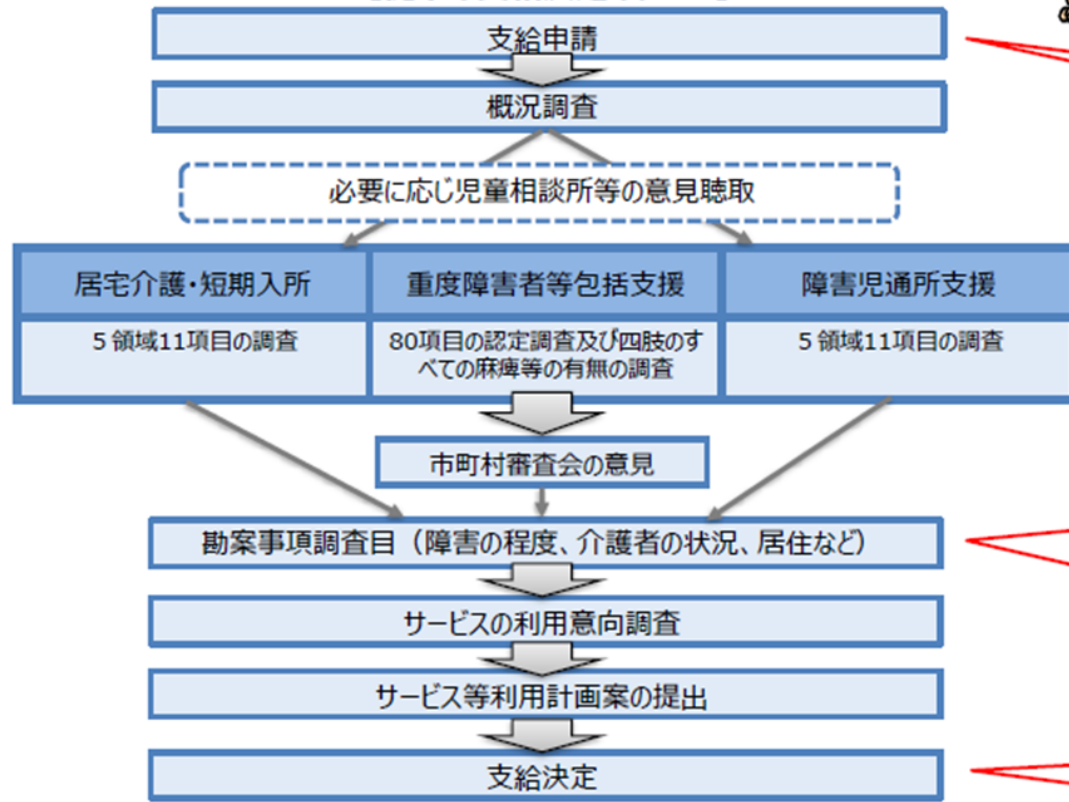 支給申請
概況調査
必要に応じ児童相談所等の意見聴取
居宅介護・短期入所
重度障害者等包括支援
障害児通所支援
5領域11項目の調査
80項目の認定調査及び四肢のす
べての麻痺等の有無の調査
5領域11項目の調査
市町村審査会の意見
勘案事項調査目（障害の程度、介護者の状況、居住など）
サービスの利用意向調査
サービス等利用計画案の提出
支給決定